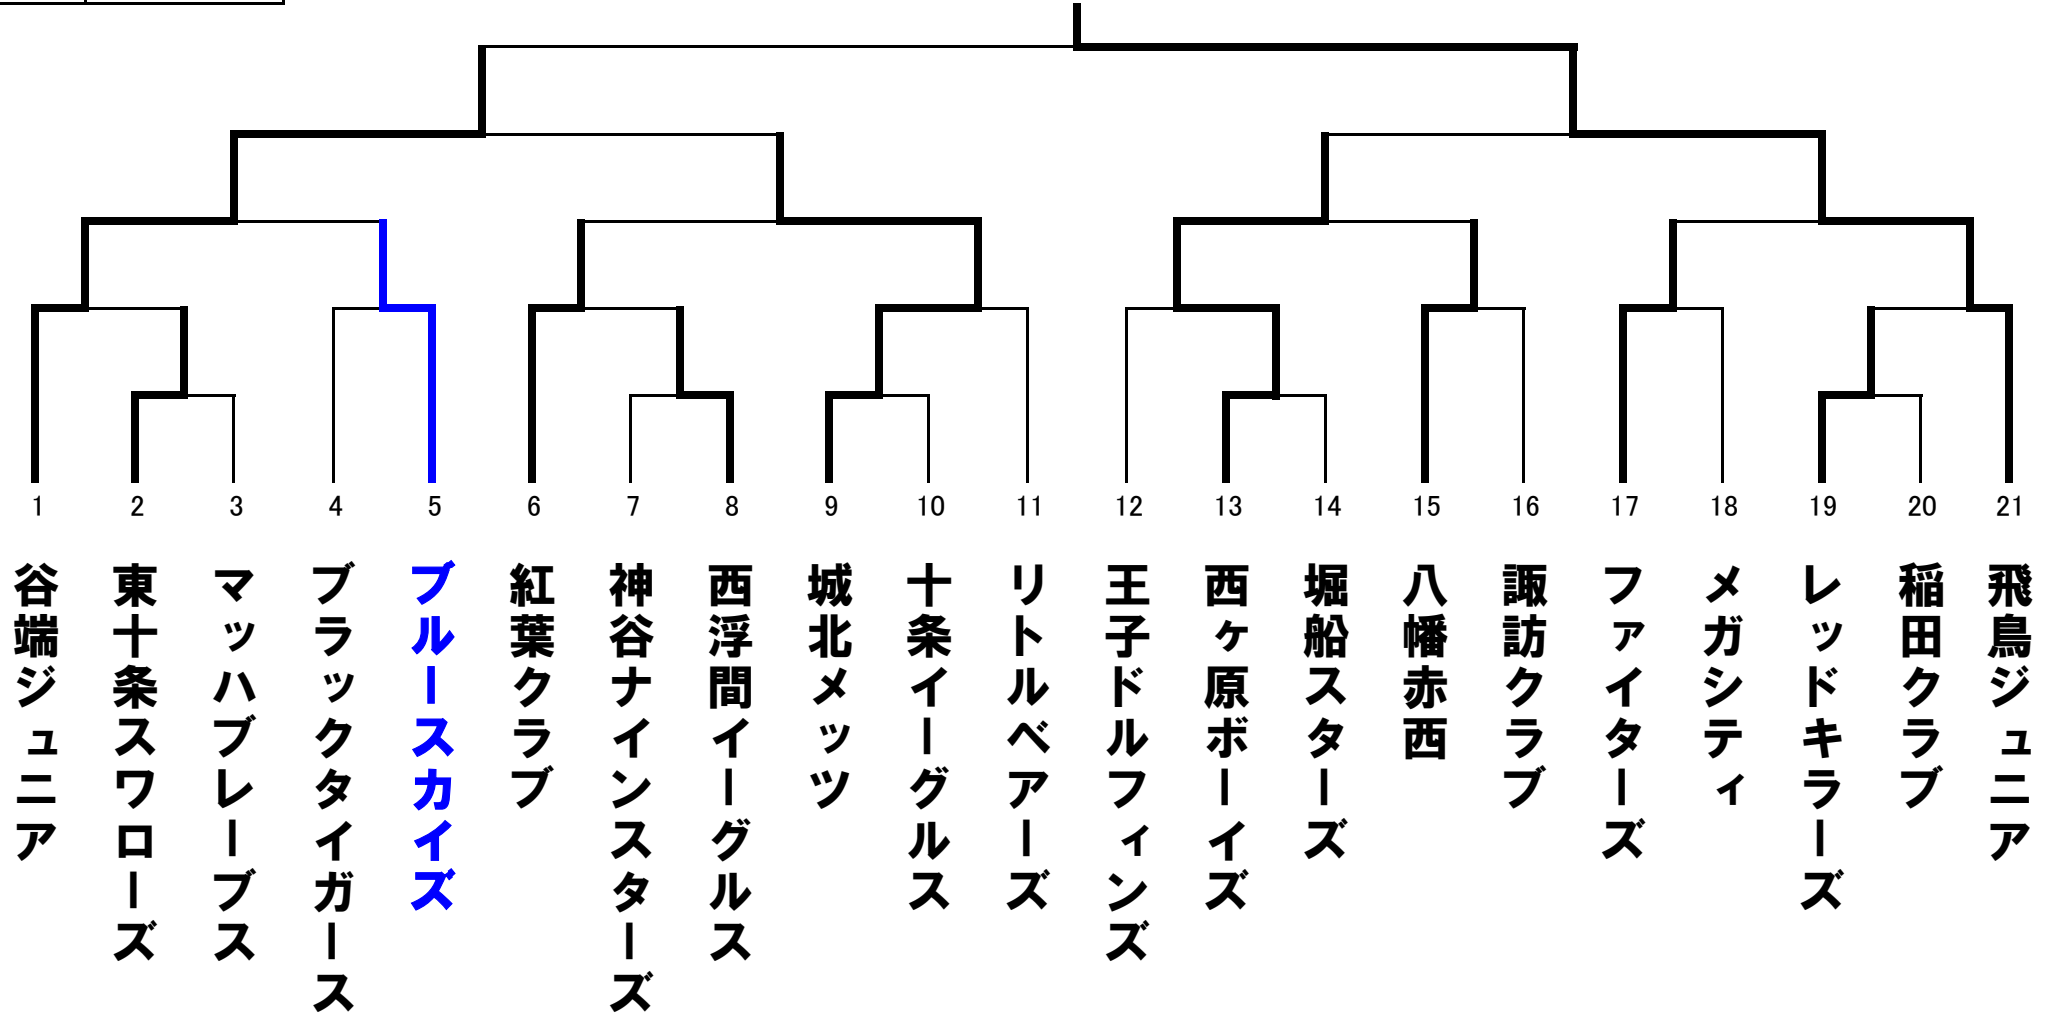 1
2
3
4
5
6
7
8
9
10
11
12
13
14
15
16
17
18
19
20
21
谷端ジュニア
東十条スワローズ
マッハブレーブス
ブラックタイガース
ブルースカイズ
紅葉クラブ
神谷ナインスターズ
西浮間イーグルス
城北メッツ
十条イーグルス
リトルベアーズ
王子ドルフィンズ
西ヶ原ボーイズ
堀船スターズ
八幡赤西
諏訪クラブ
ファイターズ
メガシティ
レッドキラーズ
稲田クラブ
飛鳥ジュニア